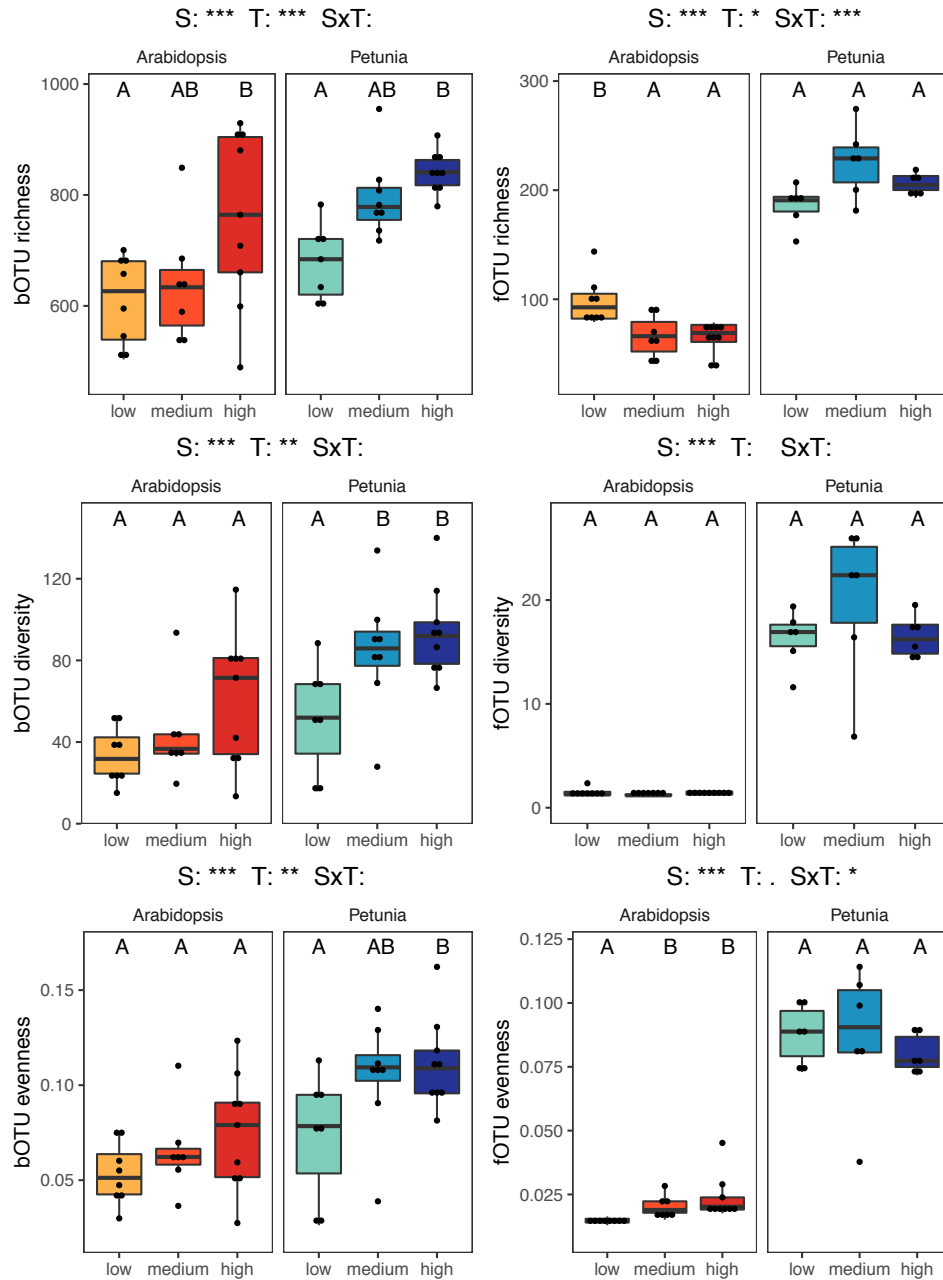 S: *** T: *** SxT:
S: *** T: * SxT: ***
Arabidopsis Petunia
Arabidopsis Petunia
A AB B A AB B
B A A A A A
bOTU richness
1000
800
600
fOTU richness
300
200
100
low medium high low medium high
low medium high low medium high
S: *** T: ** SxT:
S: *** T: SxT:
Arabidopsis Petunia
Arabidopsis Petunia
A A A A B B
A A A A A A
bOTU diversity
120
80
40
0
fOTU diversity
20
10
0
low medium high low medium high
low medium high low medium high
S: *** T: ** SxT:
S: *** T: . SxT: *
Arabidopsis Petunia
Arabidopsis Petunia
A A A A AB B
A B B A A A
bOTU evenness
0.15
0.10
0.05
fOTU evenness
0.125
0.100
0.075
0.050
0.025
low medium high low medium high
low medium high low medium high